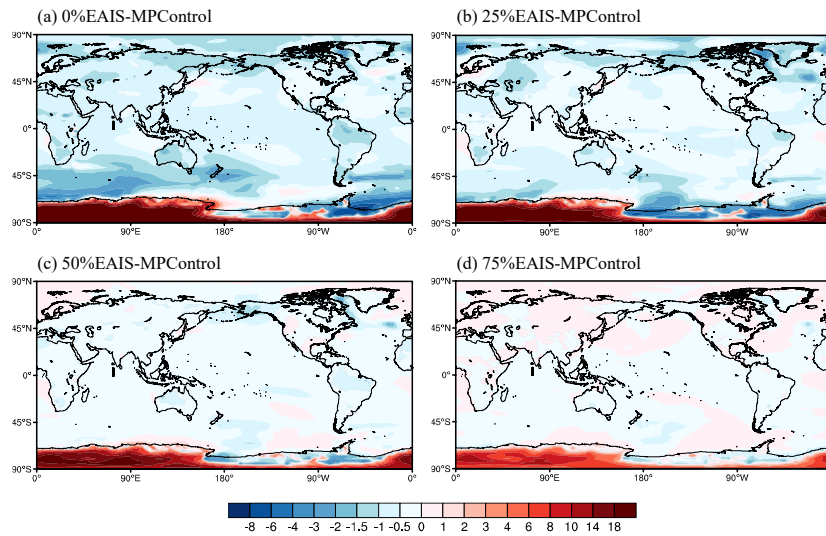 (a) 0%EAIS-MPControl
(b) 25%EAIS-MPControl
90°N
45°N
0°
45°S
90°S
0° 90°E 180° 90°W 0°
90°N
45°N
0°
45°S
90°S
0° 90°E 180° 90°W
(c) 50%EAIS-MPControl
(d) 75%EAIS-MPControl
90°N
45°N
0°
45°S
90°S
0° 90°E 180° 90°W 0°
90°N
45°N
0°
45°S
90°S
0° 90°E 180° 90°W
-8 -6 -4 -3 -2 -1.5 -1 -0.5 0 1 2 3 6 8 10 14 18